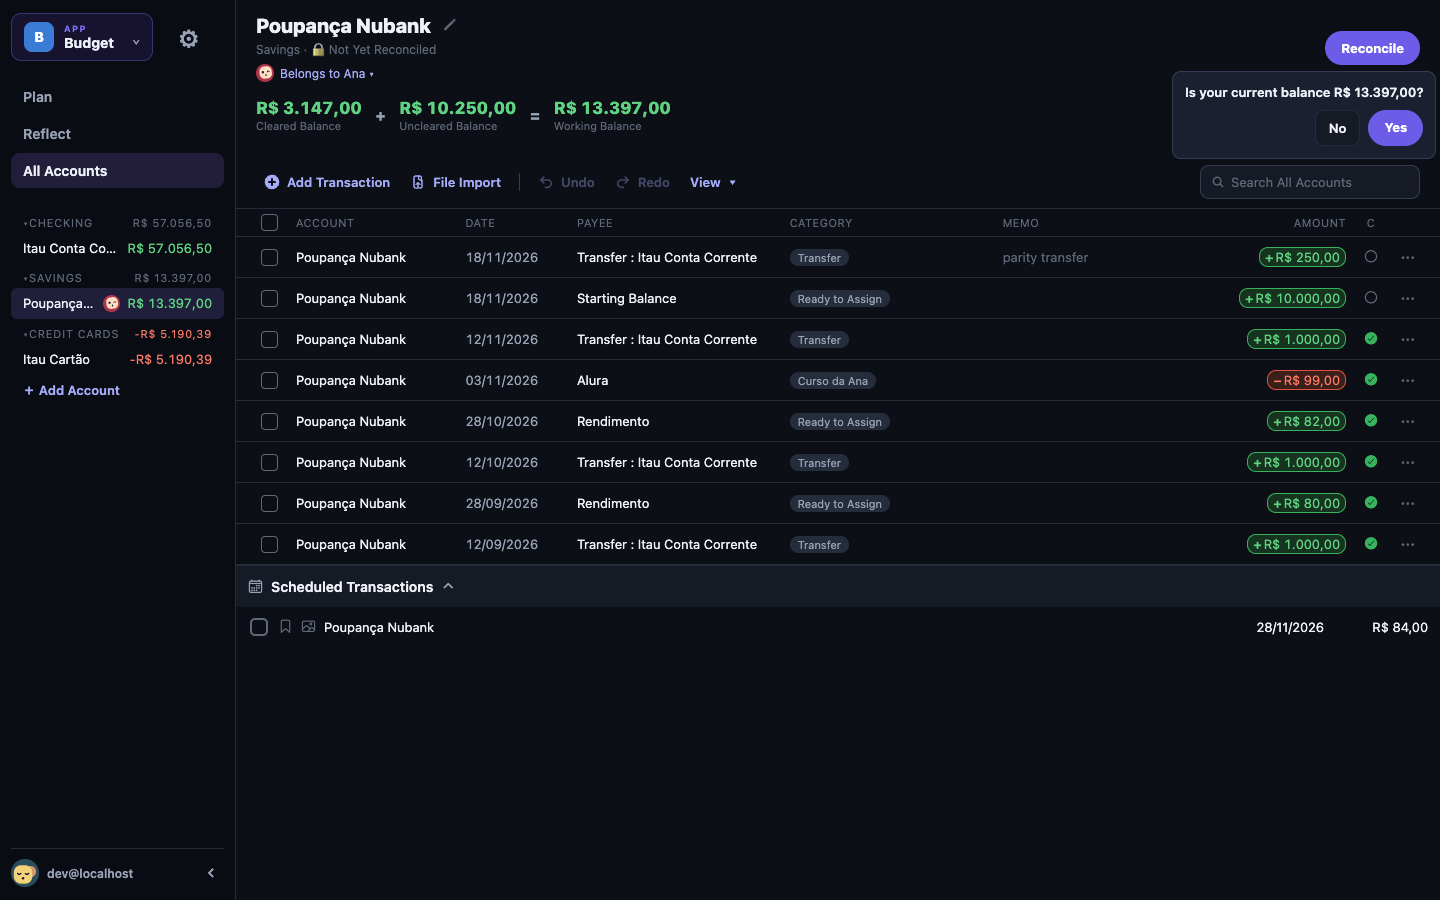 B
APP
Budget
Plan
Reflect
All Accounts
CHECKING R$ 57.056,50
Itau Conta Co... R$ 57.056,50
SAVINGS R$ 13.397,00
Poupança... R$ 13.397,00
CREDIT CARDS -R$ 5.190,39
Itau Cartão -R$ 5.190,39
+ Add Account
dev@localhost
Poupança Nubank
Savings · Not Yet Reconciled
Belongs to Ana
R$ 3.147,00 + R$ 10.250,00 = R$ 13.397,00
Cleared Balance Uncleared Balance Working Balance
Reconcile
Is your current balance R$ 13.397,00?
No Yes
Add Transaction File Import Undo Redo View Search All Accounts
ACCOUNT DATE PAYEE CATEGORY MEMO AMOUNT C
Poupança Nubank 18/11/2026 Transfer : Itau Conta Corrente Transfer parity transfer +R$ 250,00
Poupança Nubank 18/11/2026 Starting Balance Ready to Assign +R$ 10.000,00
Poupança Nubank 12/11/2026 Transfer : Itau Conta Corrente Transfer +R$ 1.000,00
Poupança Nubank 03/11/2026 Alura Curso da Ana −R$ 99,00
Poupança Nubank 28/10/2026 Rendimento Ready to Assign +R$ 82,00
Poupança Nubank 12/10/2026 Transfer : Itau Conta Corrente Transfer +R$ 1.000,00
Poupança Nubank 28/09/2026 Rendimento Ready to Assign +R$ 80,00
Poupança Nubank 12/09/2026 Transfer : Itau Conta Corrente Transfer +R$ 1.000,00
Scheduled Transactions
Poupança Nubank 28/11/2026 R$ 84,00